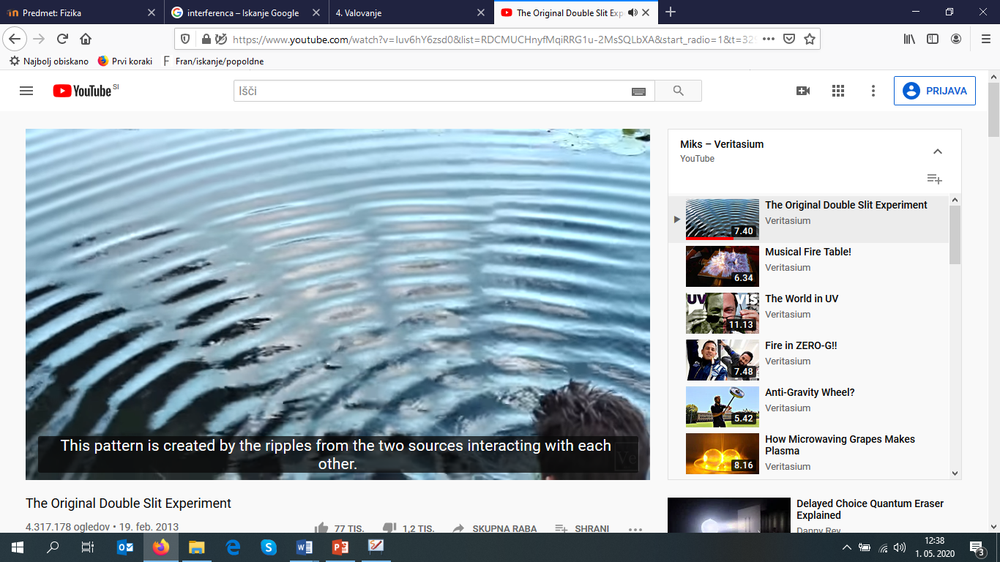 Predmet: Fizika
interferenca – Iskanje Google
4. Valovanje
The Original Double Slit Exp
https://www.youtube.com/watch?v=Iuv6hY6zsd0&list=RDCMUCHnyfMqiRRG1u-2MsSQLbXA&start_radio=1&t=329
Najbolj obiskano
Prvi koraki
Fran/iskanje/popoldne
YouTube SI
Išči
PRIJAVA
Miks – Veritasium
YouTube
The Original Double Slit Experiment
Veritasium
7.40
Musical Fire Table!
Veritasium
6.34
The World in UV
Veritasium
UV
VIS
11.13
Fire in ZERO-G!!
Veritasium
7.48
Anti-Gravity Wheel?
Veritasium
5.42
How Microwaving Grapes Makes
Plasma
Veritasium
8.16
This pattern is created by the ripples from the two sources interacting with each
other.
Ve
The Original Double Slit Experiment
4.317.178 ogledov • 19. feb. 2013
77 TIS.
1,2 TIS.
SKUPNA RABA
SHRANI
Delayed Choice Quantum Eraser
Explained
12:38
1. 05. 2020
3